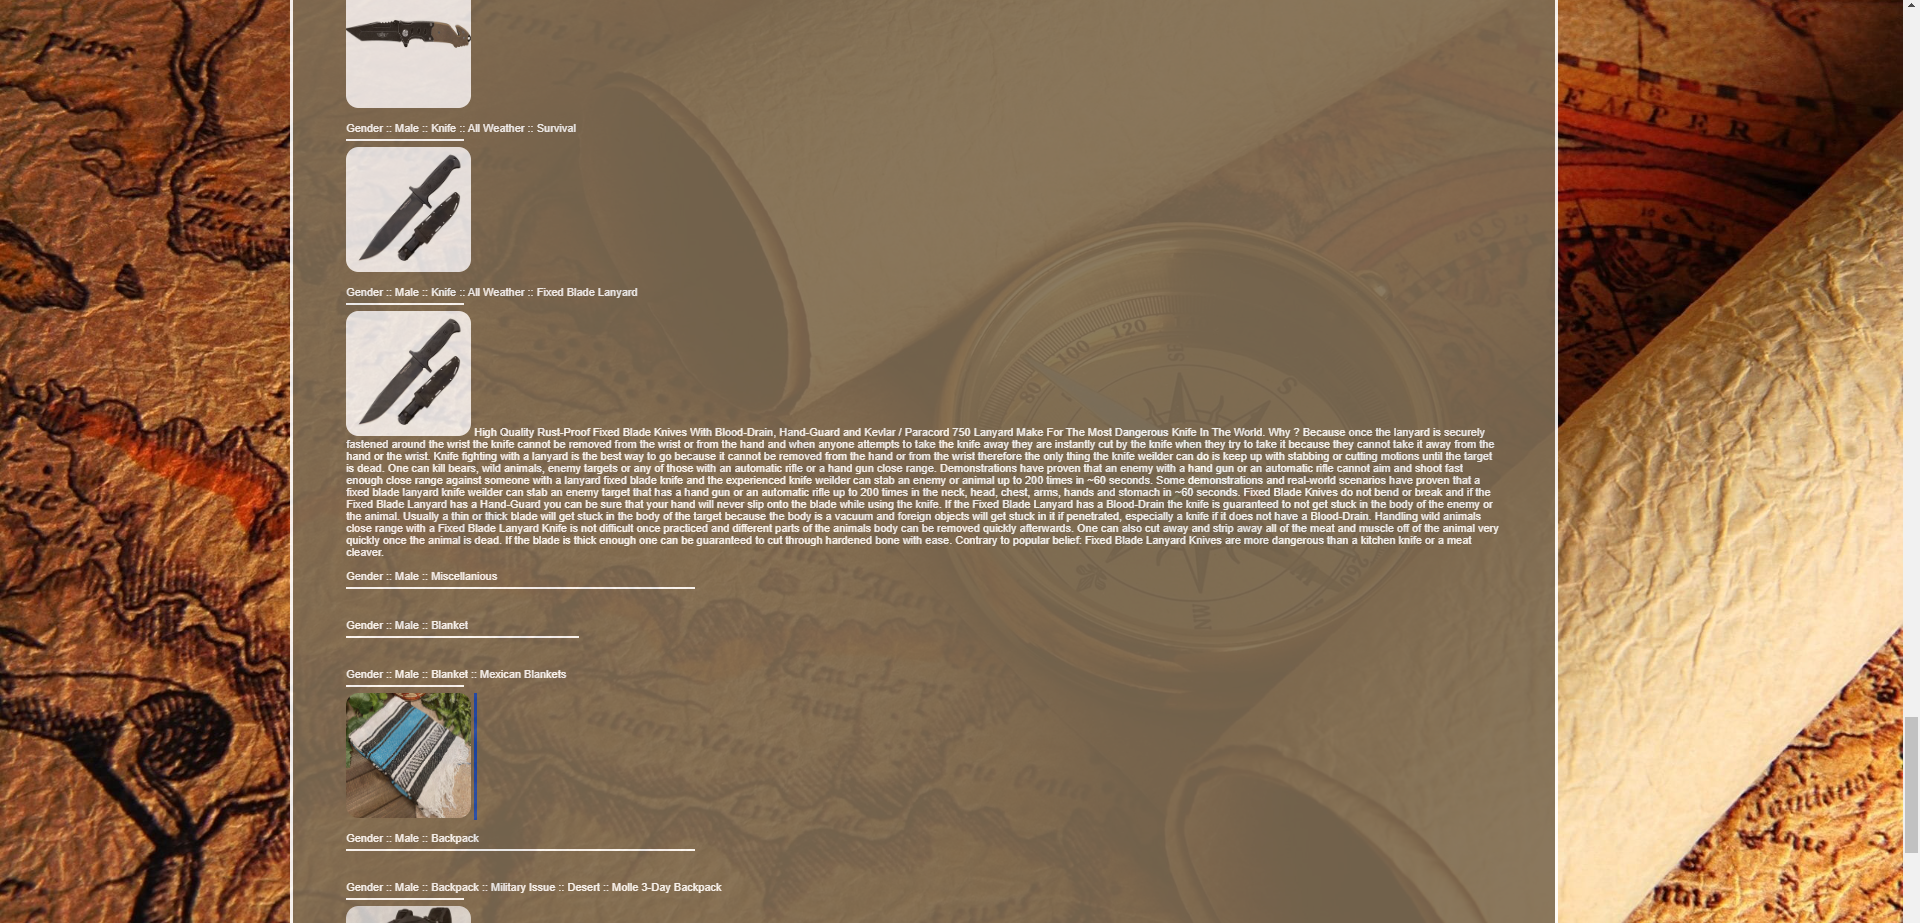 Gender :: Male :: Knife :: All Weather :: Survival
Gender :: Male :: Knife :: All Weather :: Fixed Blade Lanyard
High Quality Rust-Proof Fixed Blade Knives With Blood-Drain, Hand-Guard and Kevlar / Paracord 750 Lanyard Make For The Most Dangerous Knife In The World. Why ? Because once the lanyard is securely
fastened around the wrist the knife cannot be removed from the wrist or from the hand and when anyone attempts to take the knife away they are instantly cut by the knife when they try to take it because they cannot take it away from the
hand or the wrist. Knife fighting with a lanyard is the best way to go because it cannot be removed from the hand or from the wrist therefore the only thing the knife weilder can do is keep up with stabbing or cutting motions until the target
is dead. One can kill bears, wild animals, enemy targets or any of those with an automatic rifle or a hand gun close range. Demonstrations have proven that an enemy with a hand gun or an automatic rifle cannot aim and shoot fast
enough close range against someone with a lanyard fixed blade knife and the experienced knife weilder can stab an enemy or animal up to 200 times in ~60 seconds. Some demonstrations and real-world scenarios have proven that a
fixed blade lanyard knife weilder can stab an enemy target that has a hand gun or an automatic rifle up to 200 times in the neck, head, chest, arms, hands and stomach in ~60 seconds. Fixed Blade Knives do not bend or break and if the
Fixed Blade Lanyard has a Hand-Guard you can be sure that your hand will never slip onto the blade while using the knife. If the Fixed Blade Lanyard has a Blood-Drain the knife is guaranteed to not get stuck in the body of the enemy or
the animal. Usually a thin or thick blade will get stuck in the body of the target because the body is a vacuum and foreign objects will get stuck in it if penetrated, especially a knife if it does not have a Blood-Drain. Handling wild animals
close range with a Fixed Blade Lanyard Knife is not difficult once practiced and different parts of the animals body can be removed quickly afterwards. One can also cut away and strip away all of the meat and muscle off of the animal very
quickly once the animal is dead. If the blade is thick enough one can be guaranteed to cut through hardened bone with ease. Contrary to popular belief: Fixed Blade Lanyard Knives are more dangerous than a kitchen knife or a meat
cleaver.
Gender :: Male :: Miscellanious
Gender :: Male :: Blanket
Gender :: Male :: Blanket :: Mexican Blankets
Gender :: Male :: Backpack
Gender :: Male :: Backpack :: Military Issue :: Desert :: Molle 3-Day Backpack
80
100
120
SE
S
W
NW
260
EMPERA